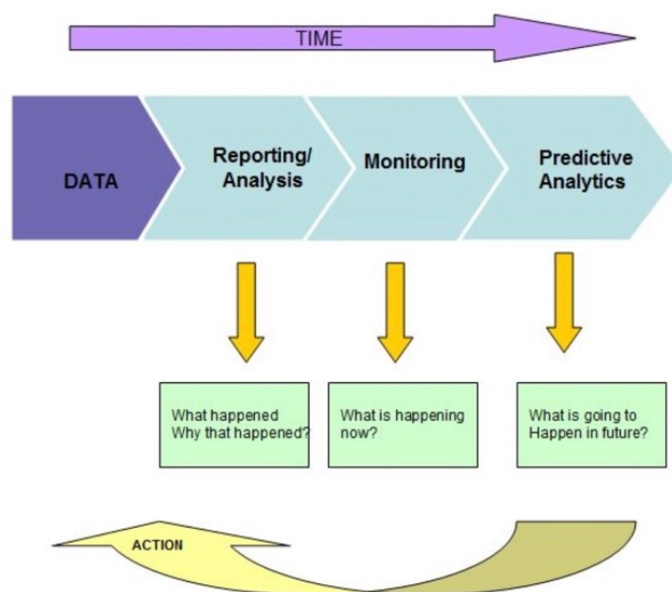 TIME
DATA
Reporting/
Analysis
Monitoring
Predictive
Analytics
What happened
Why that happened?
What is happening
now?
What is going to
Happen in future?
ACTION